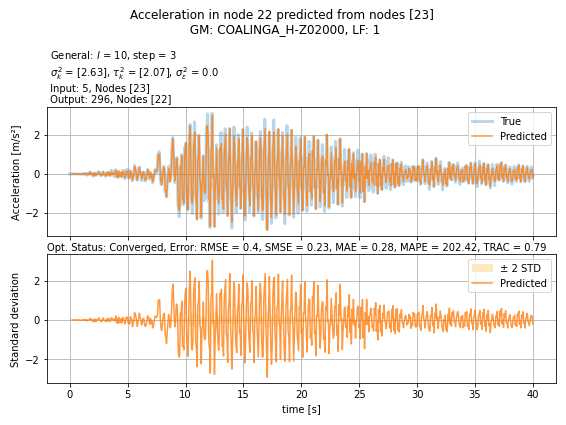 Acceleration in node 22 predicted from nodes [23]
GM: COALINGA_H-Z02000, LF: 1
General: l = 10, step = 3
σ²ₖ = [2.63], τ²ₖ = [2.07], σ²ε = 0.0
Input: 5, Nodes [23]
Output: 296, Nodes [22]
Acceleration [m/s²]
2
0
−2
True
Predicted
Opt. Status: Converged, Error: RMSE = 0.4, SMSE = 0.23, MAE = 0.28, MAPE = 202.42, TRAC = 0.79
Standard deviation
2
0
−2
± 2 STD
Predicted
0 5 10 15 20 25 30 35 40
time [s]